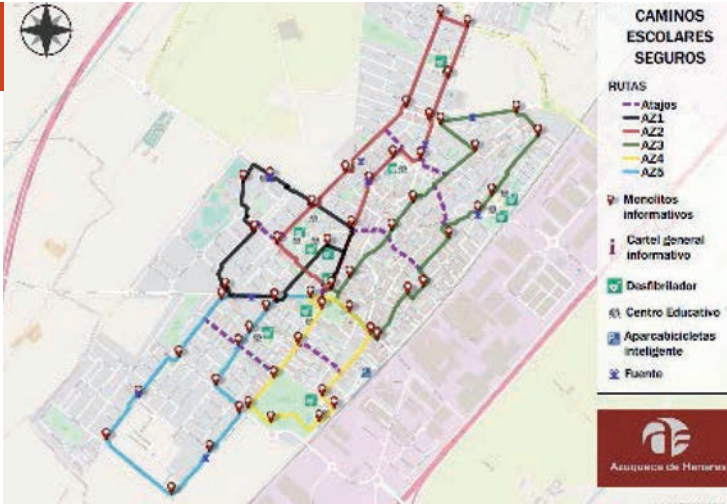 CAMINOS
ESCOLARES
SEGUROS
RUTAS
Atajos
AZ1
AZ2
AZ3
AZ4
AZ5
Monolitos
informativos
Cartel general
informativo
Desfibrilador
Centro Educativo
Aparcabicicletas
inteligente
Fuente
Azuqueca de Henares